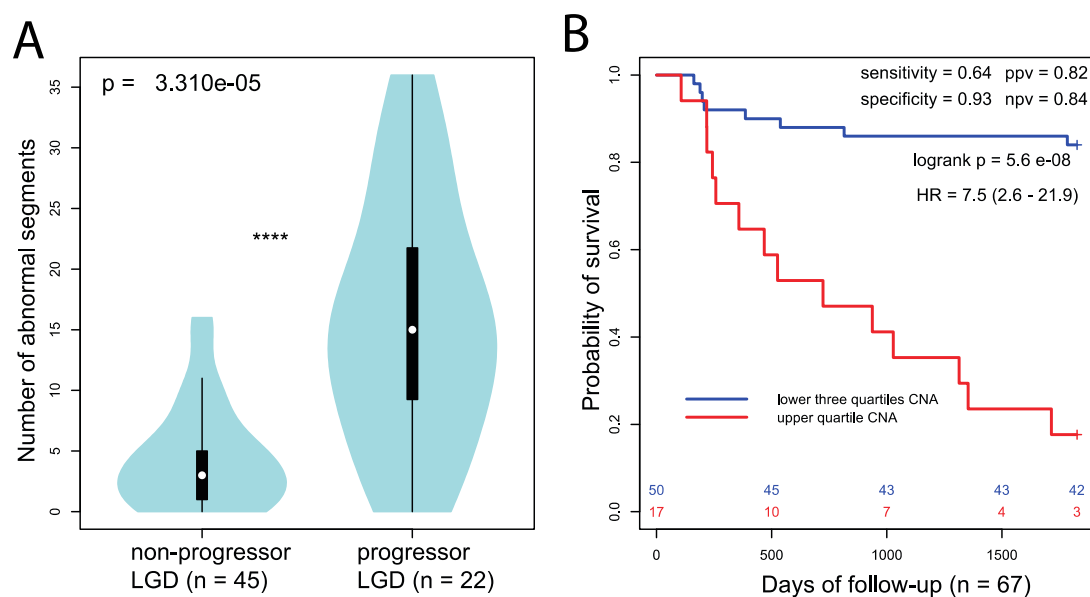 A
p = 3.310e-05
Number of abnormal segments
35
30
25
20
15
10
5
0
****
non-progressor
LGD (n = 45)
progressor
LGD (n = 22)
B
sensitivity = 0.64 ppv = 0.82
specificity = 0.93 npv = 0.84
logrank p = 5.6 e-08
HR = 7.5 (2.6 - 21.9)
Probability of survival
1.0
0.8
0.6
0.4
0.2
0.0
lower three quartiles CNA
upper quartile CNA
50 45 43 43 42
17 10 7 4 3
0 500 1000 1500
Days of follow-up (n = 67)